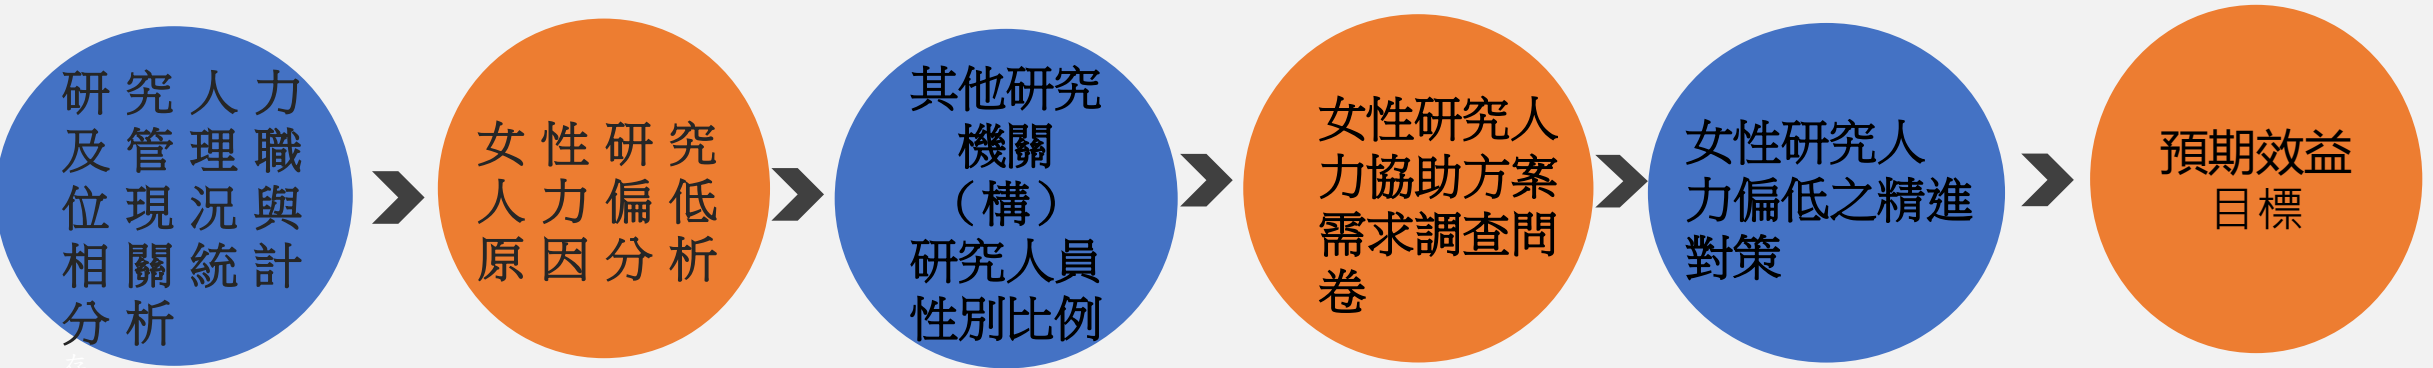 研究人力
及管理職
位現況與
相關統計
分析
女性研究
人力偏低
原因分析
其他研究
機關
（構）
研究人員
性別比例
女性研究人
力協助方案
需求調查問
卷
女性研究人
力偏低之精進
對策
預期效益
目標